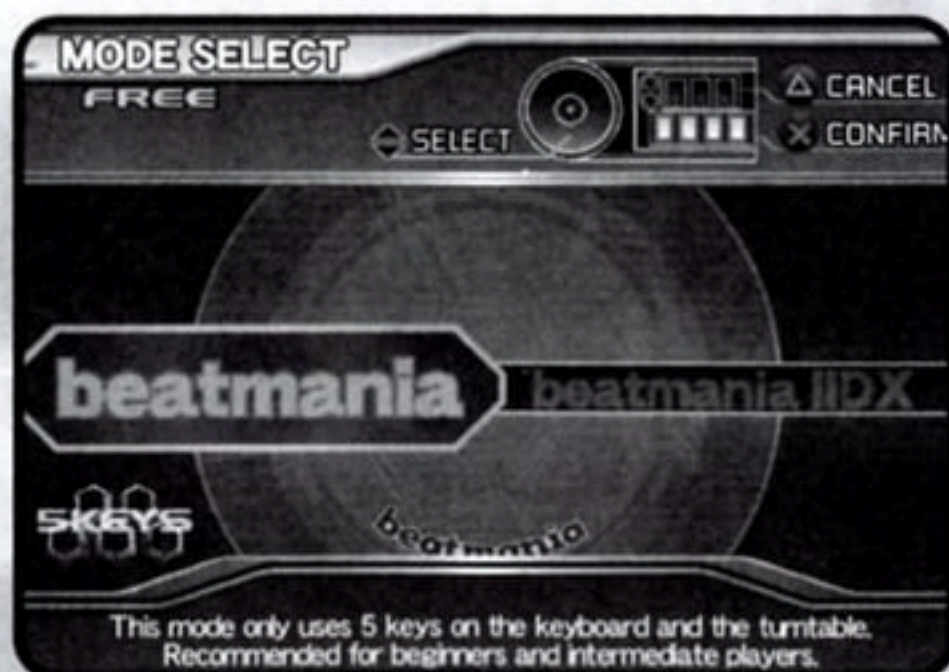 MODE SELECT
FREE
SELECT
CANCEL
CONFIRM
beatmania
beatmania IIDX
5KEYS
beatmania
This mode only uses 5 keys on the keyboard and the turntable.
Recommended for beginners and intermediate players.